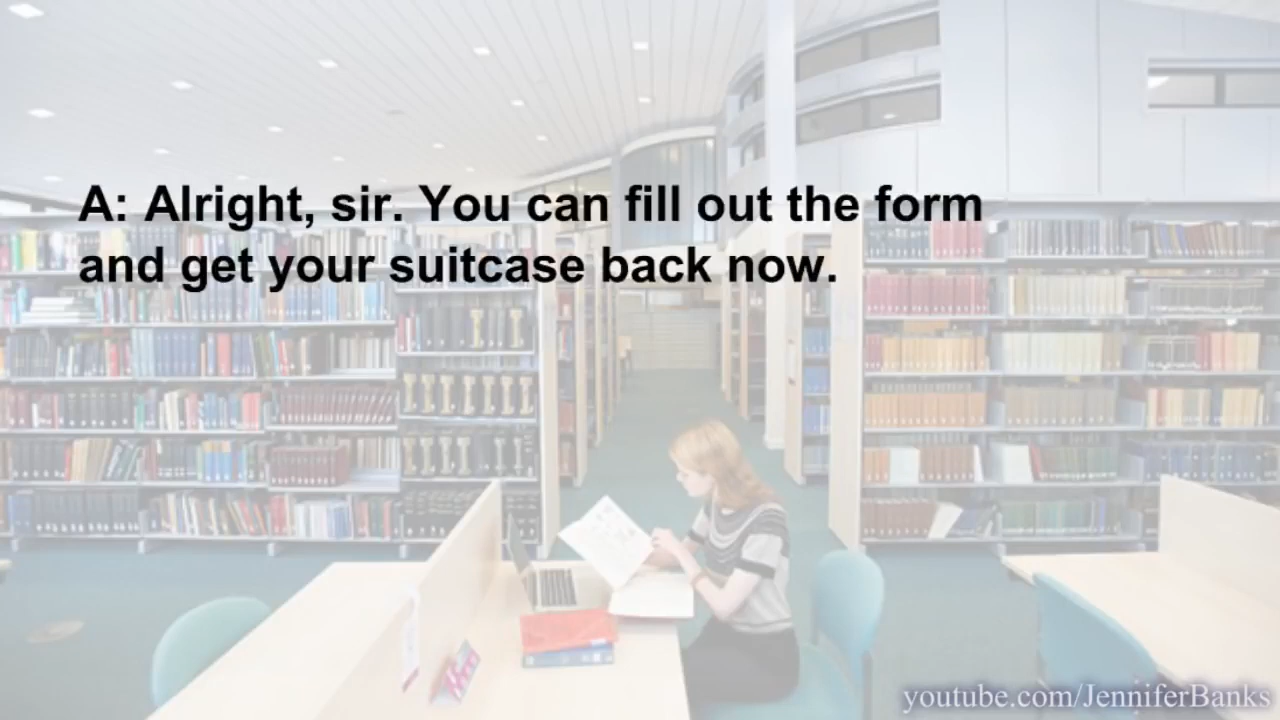 A: Alright, sir. You can fill out the form
and get your suitcase back now.
youtube.com/JenniferBanks